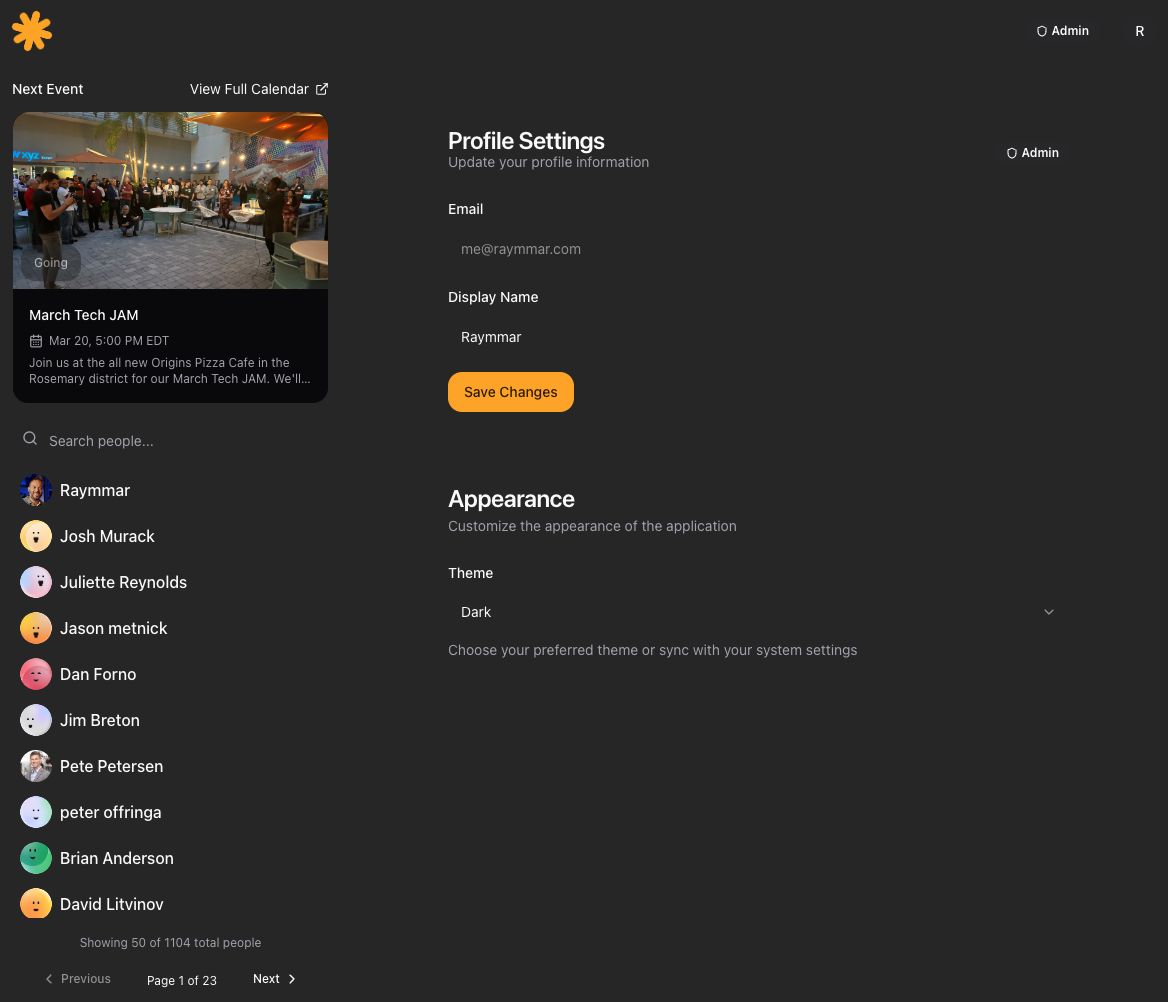 Admin
R
Next Event
View Full Calendar
xyz
Going
March Tech JAM
Mar 20, 5:00 PM EDT
Join us at the all new Origins Pizza Cafe in the
Rosemary district for our March Tech JAM. We'll...
Search people...
Raymmar
Josh Murack
Juliette Reynolds
Jason metnick
Dan Forno
Jim Breton
Pete Petersen
peter offringa
Brian Anderson
David Litvinov
Showing 50 of 1104 total people
Previous
Page 1 of 23
Next
Profile Settings
Update your profile information
Admin
Email
me@raymmar.com
Display Name
Raymmar
Save Changes
Appearance
Customize the appearance of the application
Theme
Dark
Choose your preferred theme or sync with your system settings